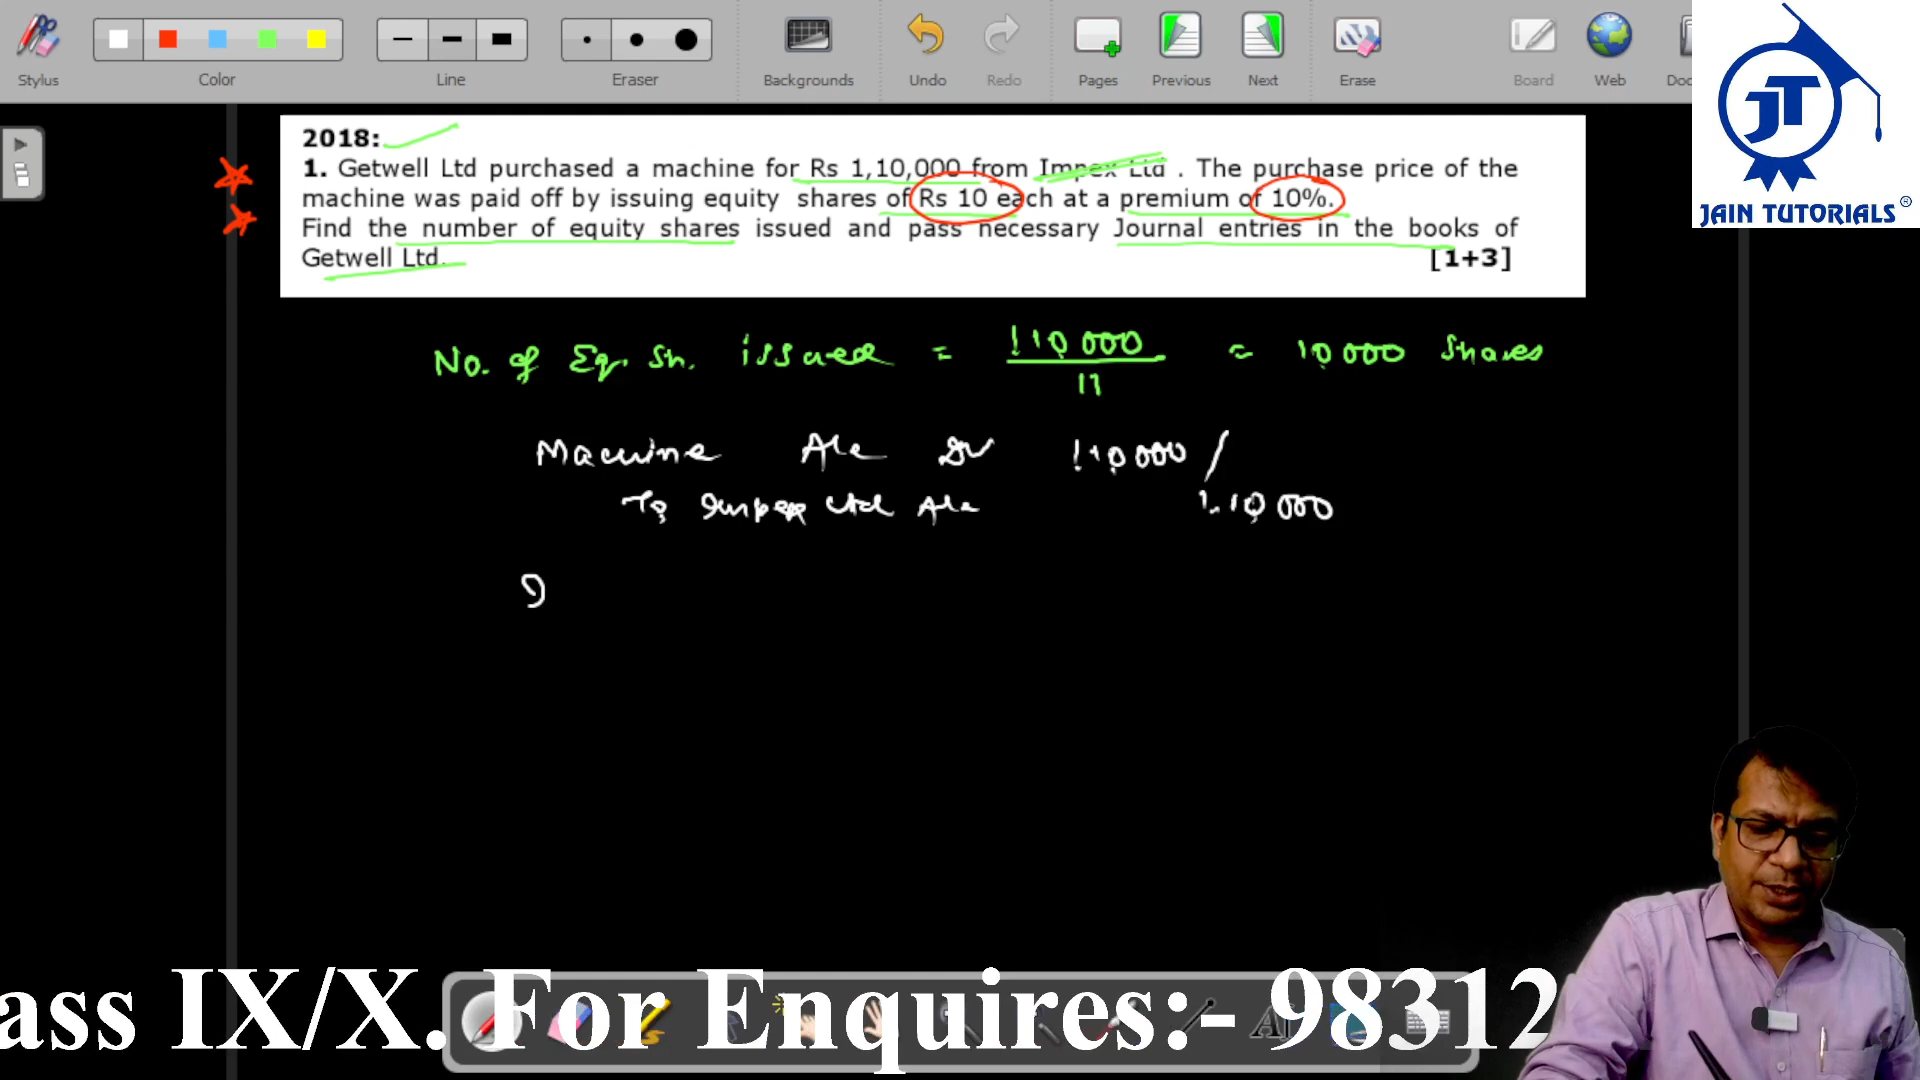 Stylus
Color
Line
Eraser
Backgrounds
Undo
Redo
Pages
Previous
Next
Erase
Board
Web
JT
JAIN TUTORIALS®
2018:
1. Getwell Ltd purchased a machine for Rs 1,10,000 from Impex Ltd . The purchase price of the
machine was paid off by issuing equity shares of Rs 10 each at a premium of 10%.
Find the number of equity shares issued and pass necessary Journal entries in the books of
Getwell Ltd.
[1+3]
No. of Eq. Sh. issued = 110000 / 11 = 10000 Shares
Machine A/c Dr 110000 /
To Impex Ltd A/c 1,10,000
ass IX/X. For Enquires:- 98312